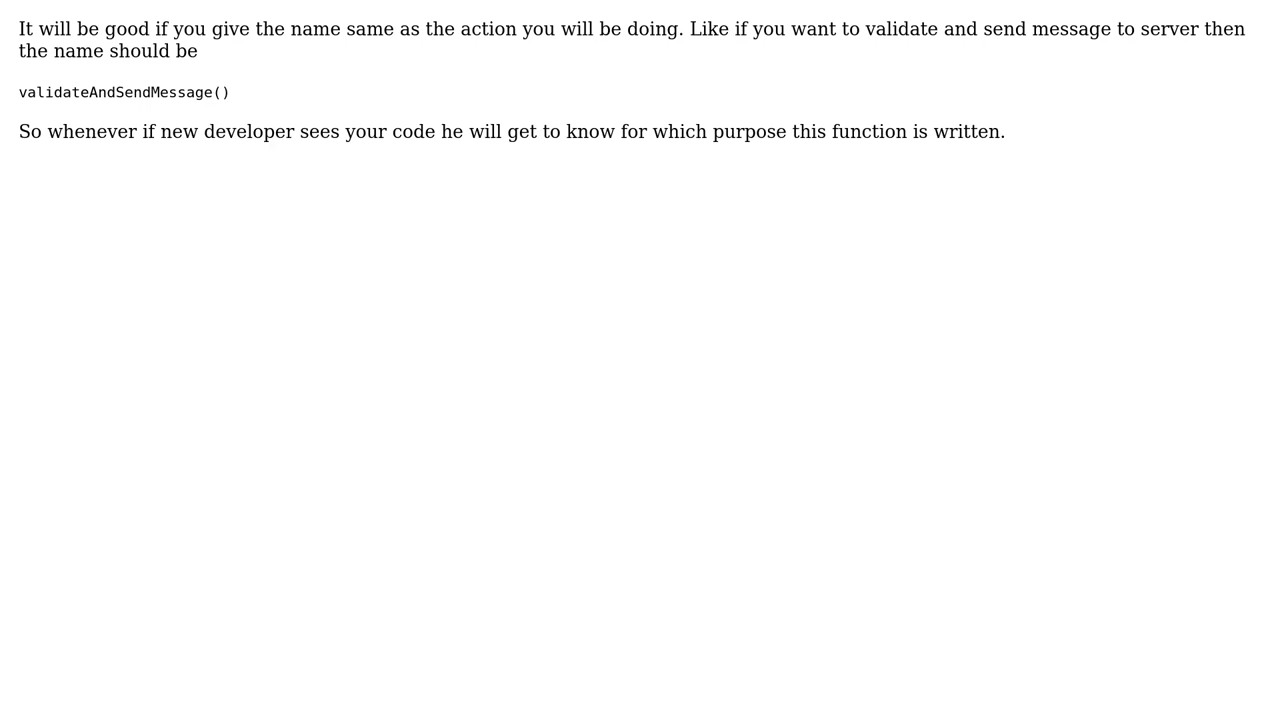 It will be good if you give the name same as the action you will be doing. Like if you want to validate and send message to server then
the name should be
validateAndSendMessage()
So whenever if new developer sees your code he will get to know for which purpose this function is written.